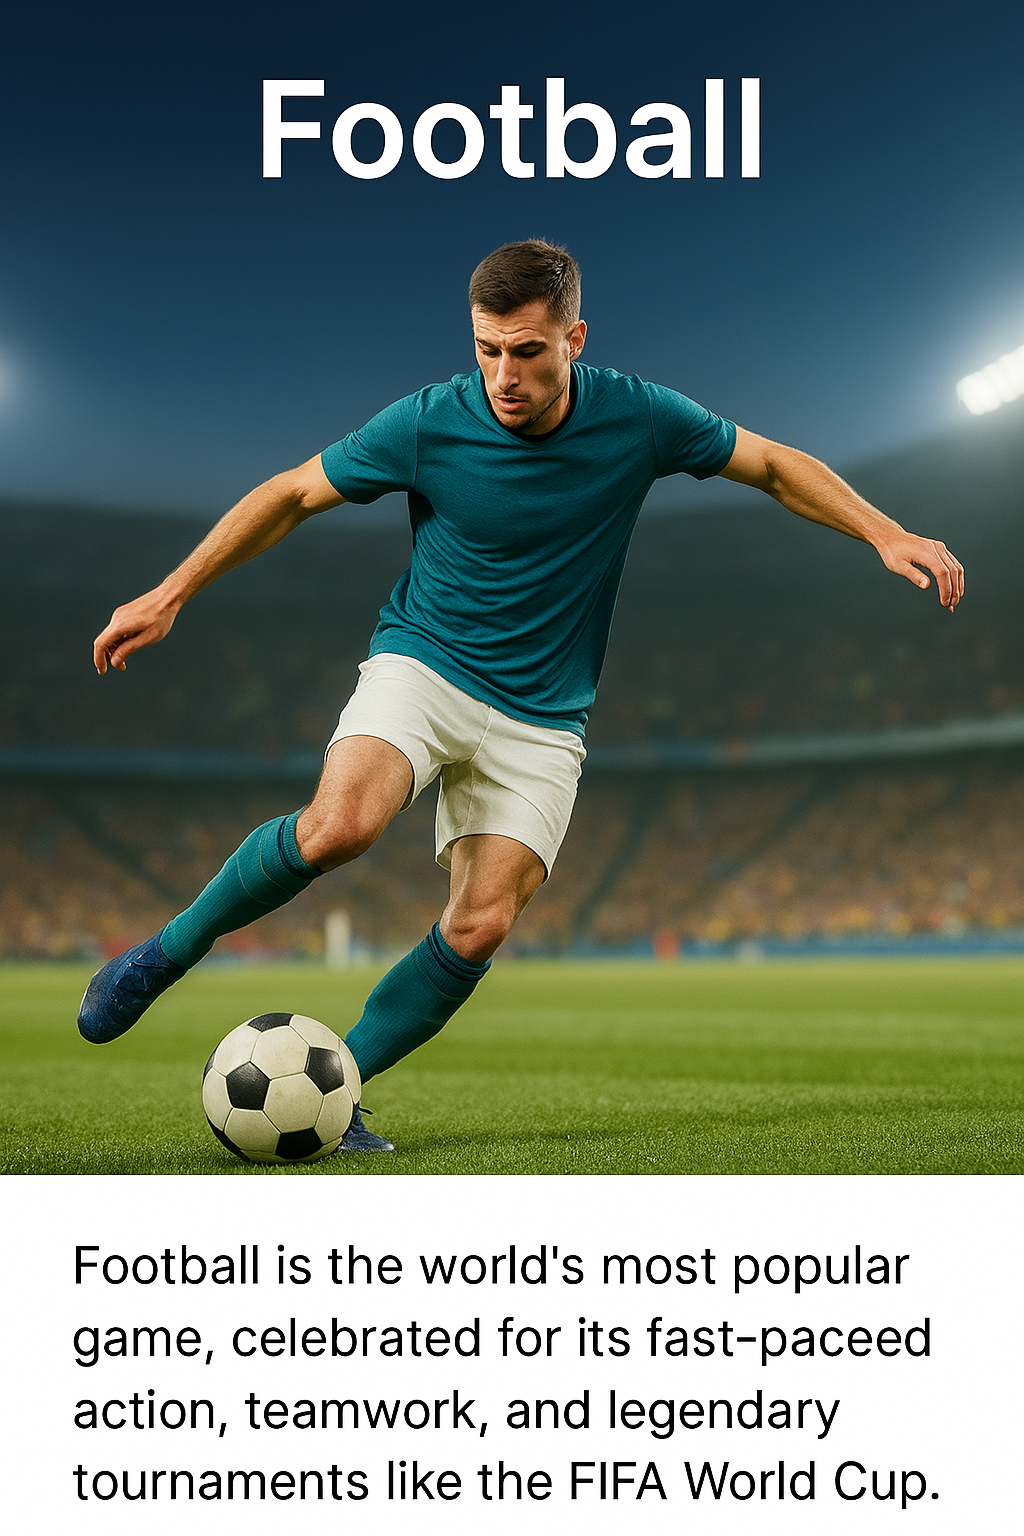 Football
Football is the world's most popular
game, celebrated for its fast-paceed
action, teamwork, and legendary
tournaments like the FIFA World Cup.